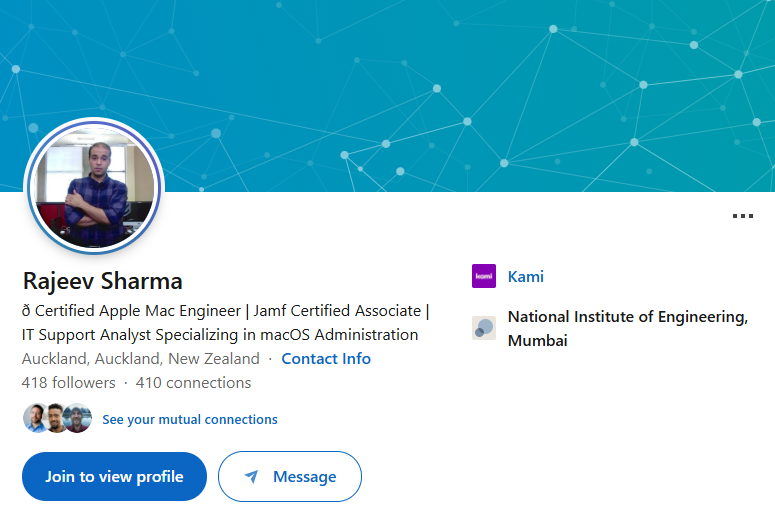 Rajeev Sharma
ð Certified Apple Mac Engineer | Jamf Certified Associate |
IT Support Analyst Specializing in macOS Administration
Auckland, Auckland, New Zealand · Contact Info
418 followers · 410 connections
See your mutual connections
Join to view profile
Message
kami
Kami
National Institute of Engineering,
Mumbai